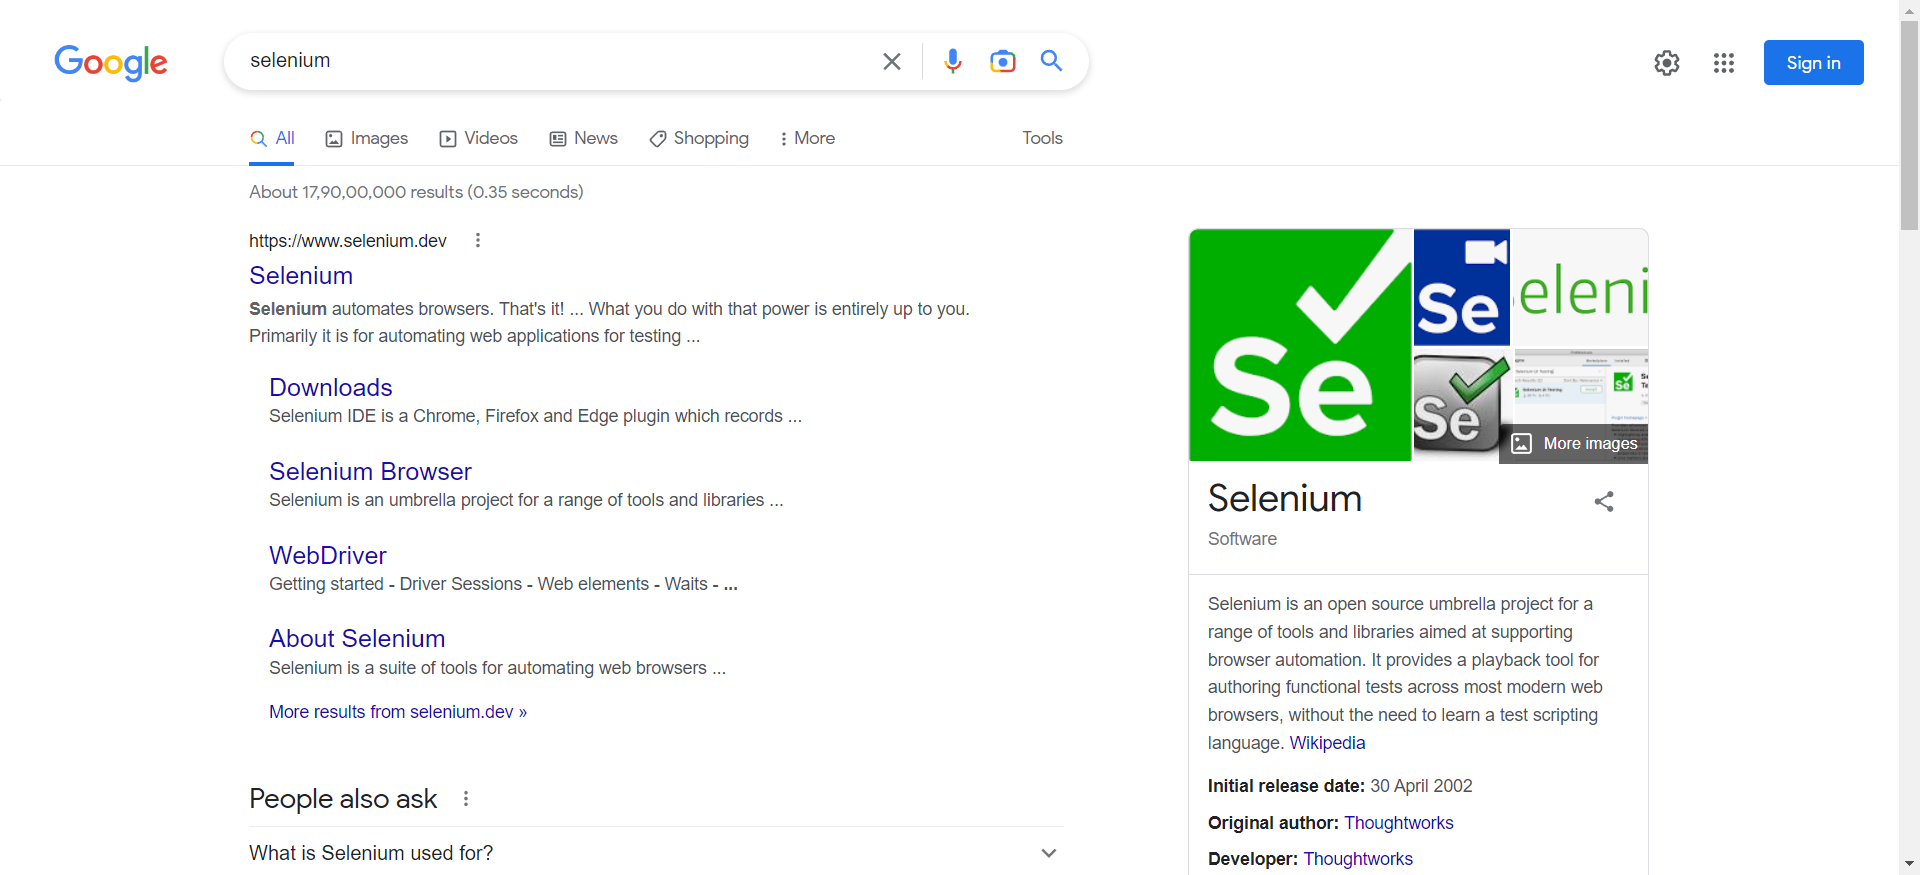 Google
selenium
Sign in
All
Images
Videos
News
Shopping
More
Tools
About 17,90,00,000 results (0.35 seconds)
https://www.selenium.dev
Selenium
Selenium automates browsers. That's it! ... What you do with that power is entirely up to you.
Primarily it is for automating web applications for testing ...
Downloads
Selenium IDE is a Chrome, Firefox and Edge plugin which records ...
Selenium Browser
Selenium is an umbrella project for a range of tools and libraries ...
WebDriver
Getting started - Driver Sessions - Web elements - Waits - ...
About Selenium
Selenium is a suite of tools for automating web browsers ...
More results from selenium.dev »
People also ask
What is Selenium used for?
Se
Se
eleni
Se
More images
Selenium
Software
Selenium is an open source umbrella project for a
range of tools and libraries aimed at supporting
browser automation. It provides a playback tool for
authoring functional tests across most modern web
browsers, without the need to learn a test scripting
language. Wikipedia
Initial release date: 30 April 2002
Original author: Thoughtworks
Developer: Thoughtworks